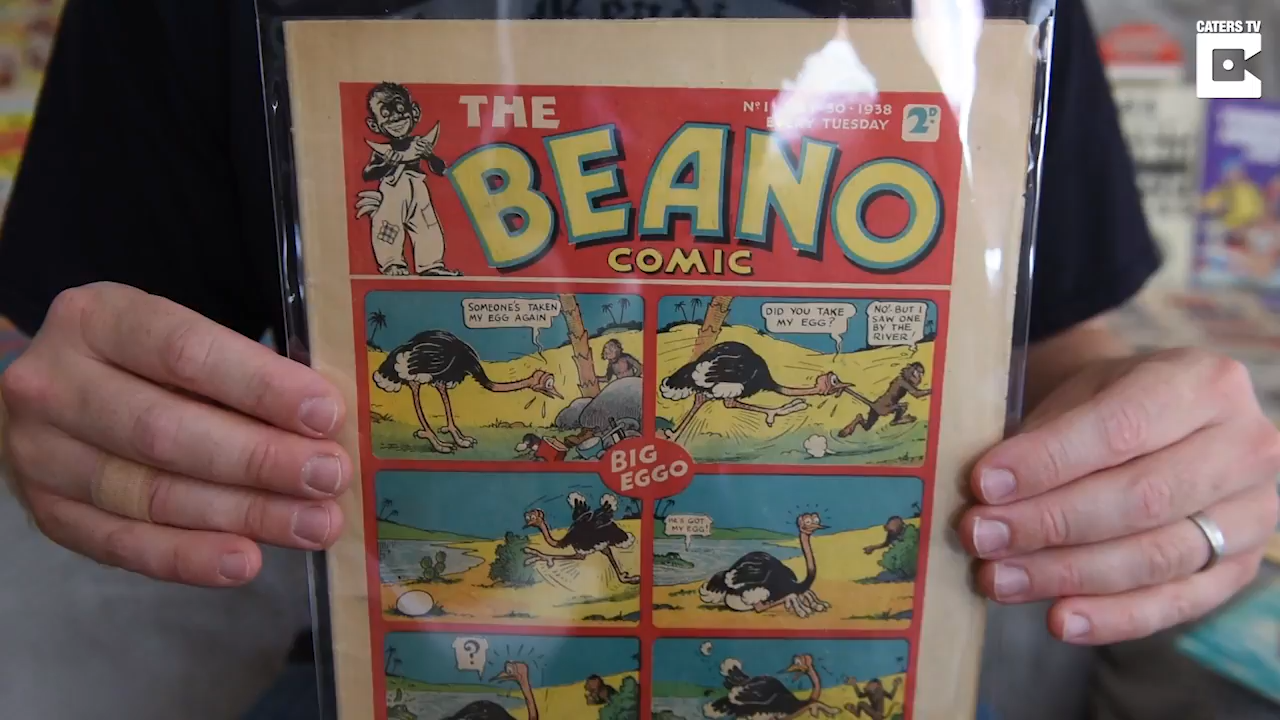 CATERS TV
THE
BEANO
COMIC
30-1938
EVERY TUESDAY
2D.
SOMEONE'S TAKEN
MY EGG AGAIN
DID YOU TAKE
MY EGG?
NO! BUT I
SAW ONE
BY THE
RIVER!
BIG
EGGO
HE'S GOT
MY EGG!
?